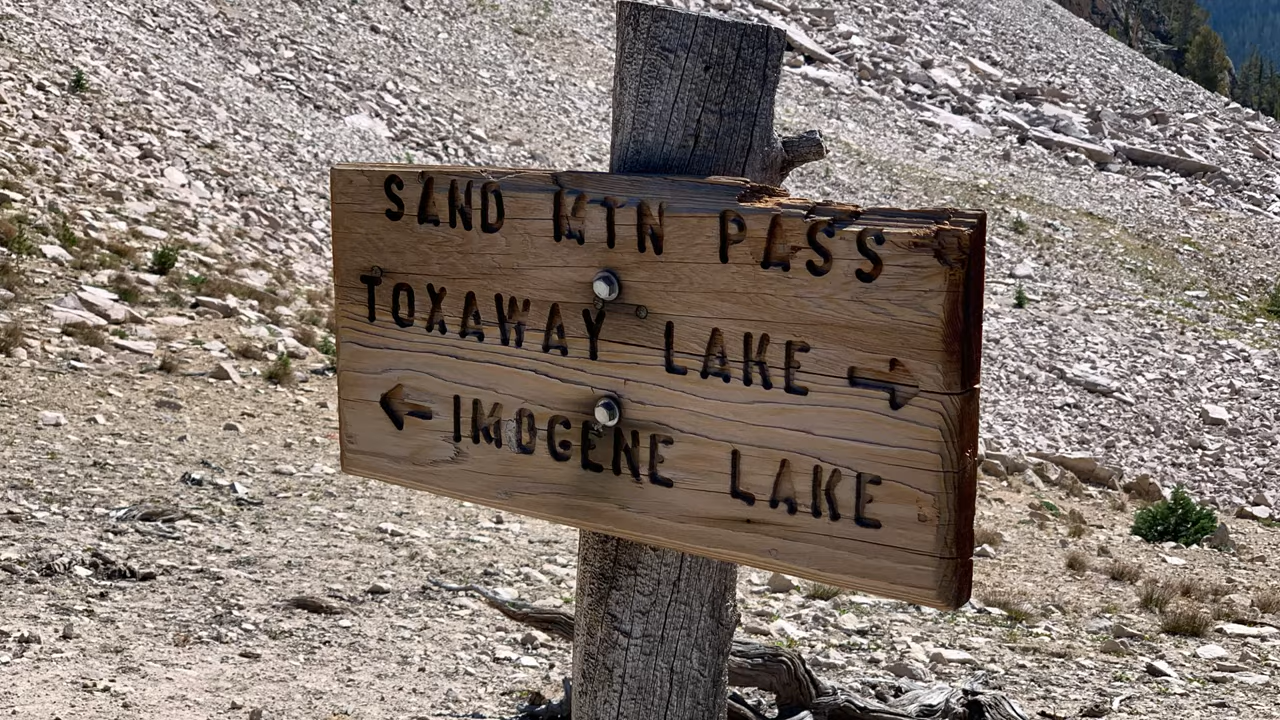 SAND MTN PASS
TOXAWAY LAKE →
← IMOGENE LAKE